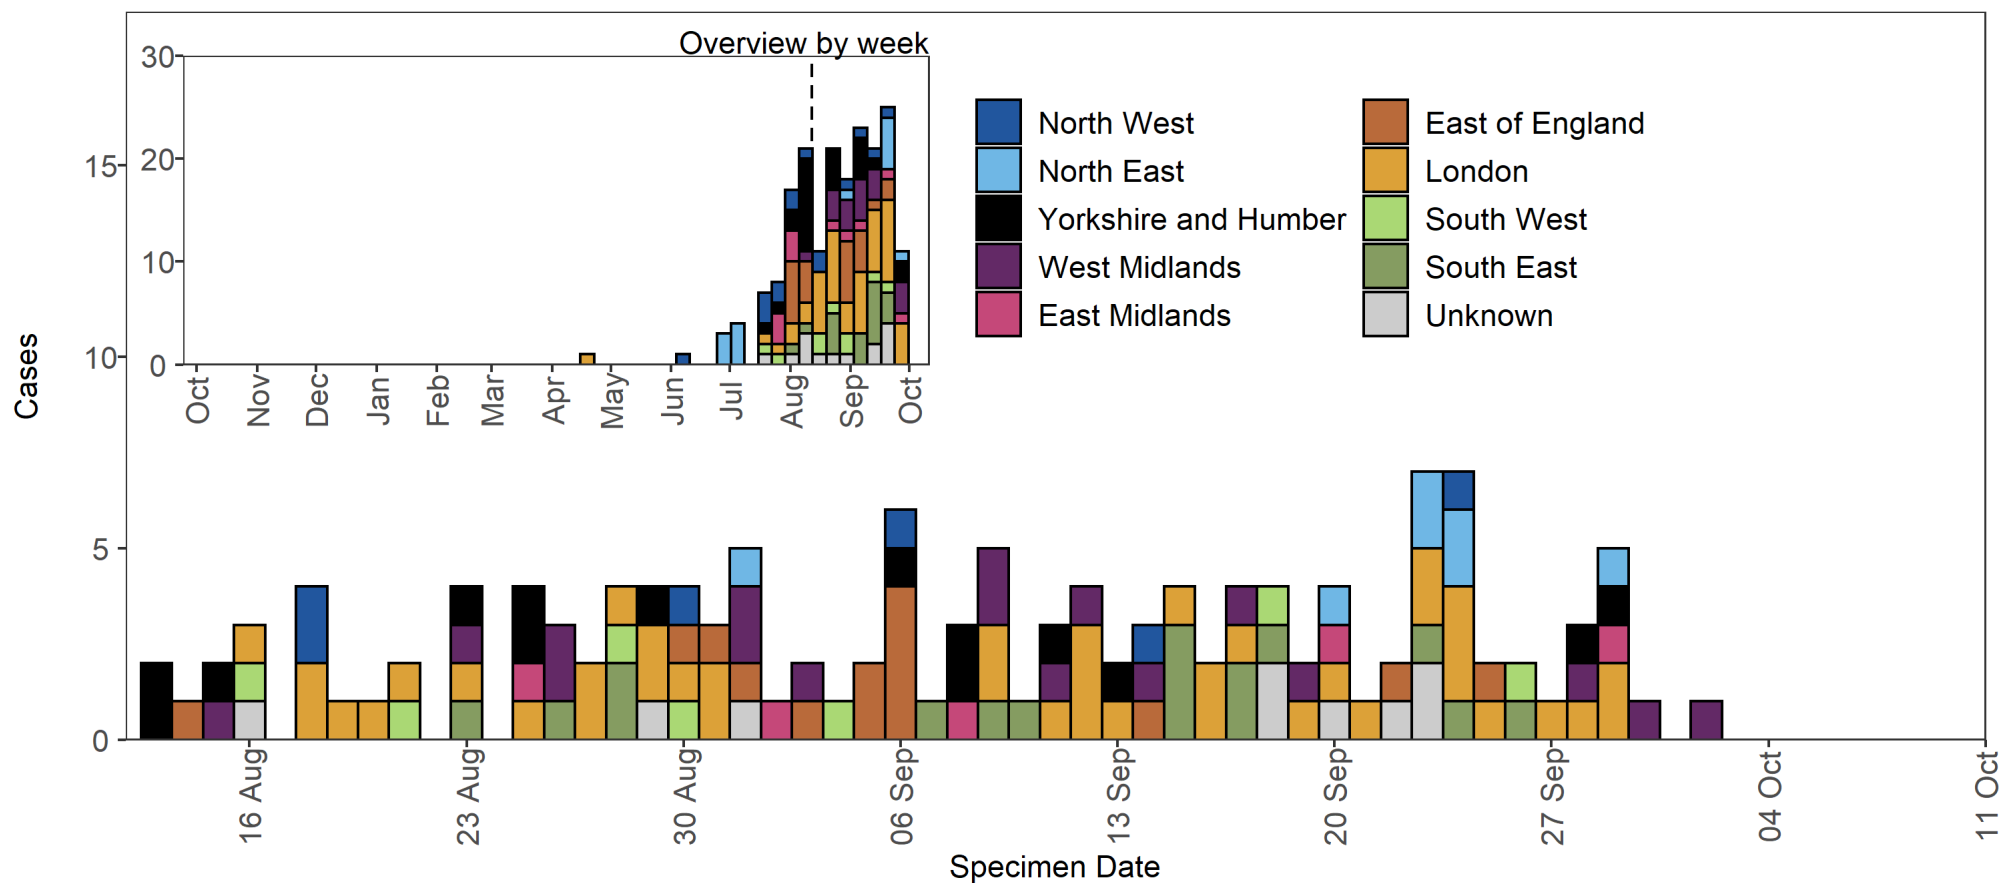 Overview by week
30
20
10
0
Oct
Nov
Dec
Jan
Feb
Mar
Apr
May
Jun
Jul
Aug
Sep
Oct
North West
North East
Yorkshire and Humber
West Midlands
East Midlands
East of England
London
South West
South East
Unknown
Cases
15
10
5
0
16 Aug
23 Aug
30 Aug
06 Sep
13 Sep
20 Sep
27 Sep
04 Oct
11 Oct
Specimen Date